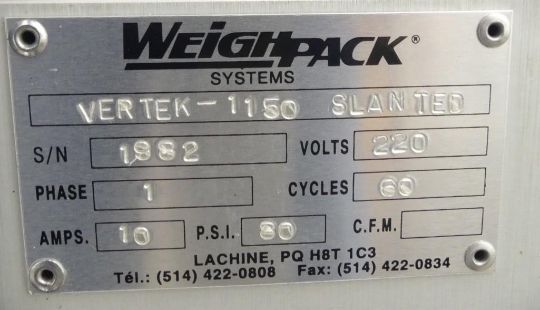 WEIGHPACK®
SYSTEMS
VERTEK-1150 SLANTED
S/N 1982 VOLTS 220
PHASE 1 CYCLES 60
AMPS. 10 P.S.I. 80 C.F.M.
LACHINE, PQ H8T 1C3
Tél.: (514) 422-0808 Fax: (514) 422-0834